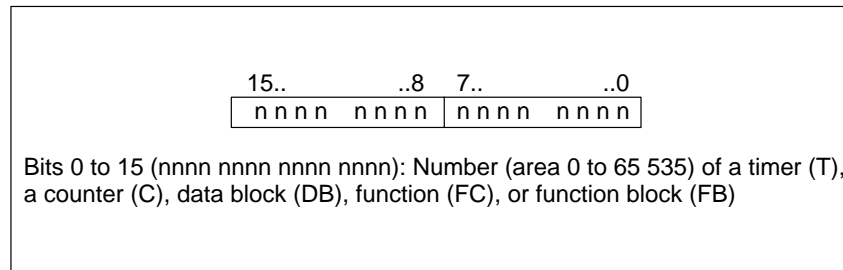 15.. ..8 7.. ..0
n n n n n n n n n n n n n n n n
Bits 0 to 15 (nnnn nnnn nnnn nnnn): Number (area 0 to 65 535) of a timer (T),
a counter (C), data block (DB), function (FC), or function block (FB)